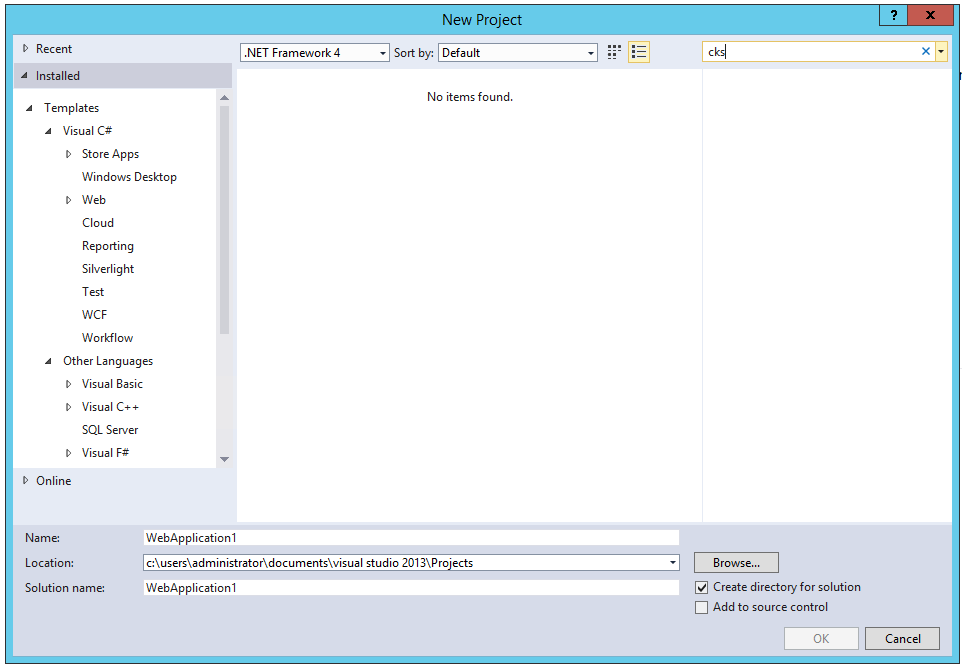 New Project
?
x
Recent
.NET Framework 4
Sort by:
Default
cks
Installed
Templates
Visual C#
Store Apps
Windows Desktop
Web
Cloud
Reporting
Silverlight
Test
WCF
Workflow
Other Languages
Visual Basic
Visual C++
SQL Server
Visual F#
Online
No items found.
Name:
WebApplication1
Location:
c:\users\administrator\documents\visual studio 2013\Projects
Browse...
Solution name:
WebApplication1
Create directory for solution
Add to source control
OK
Cancel